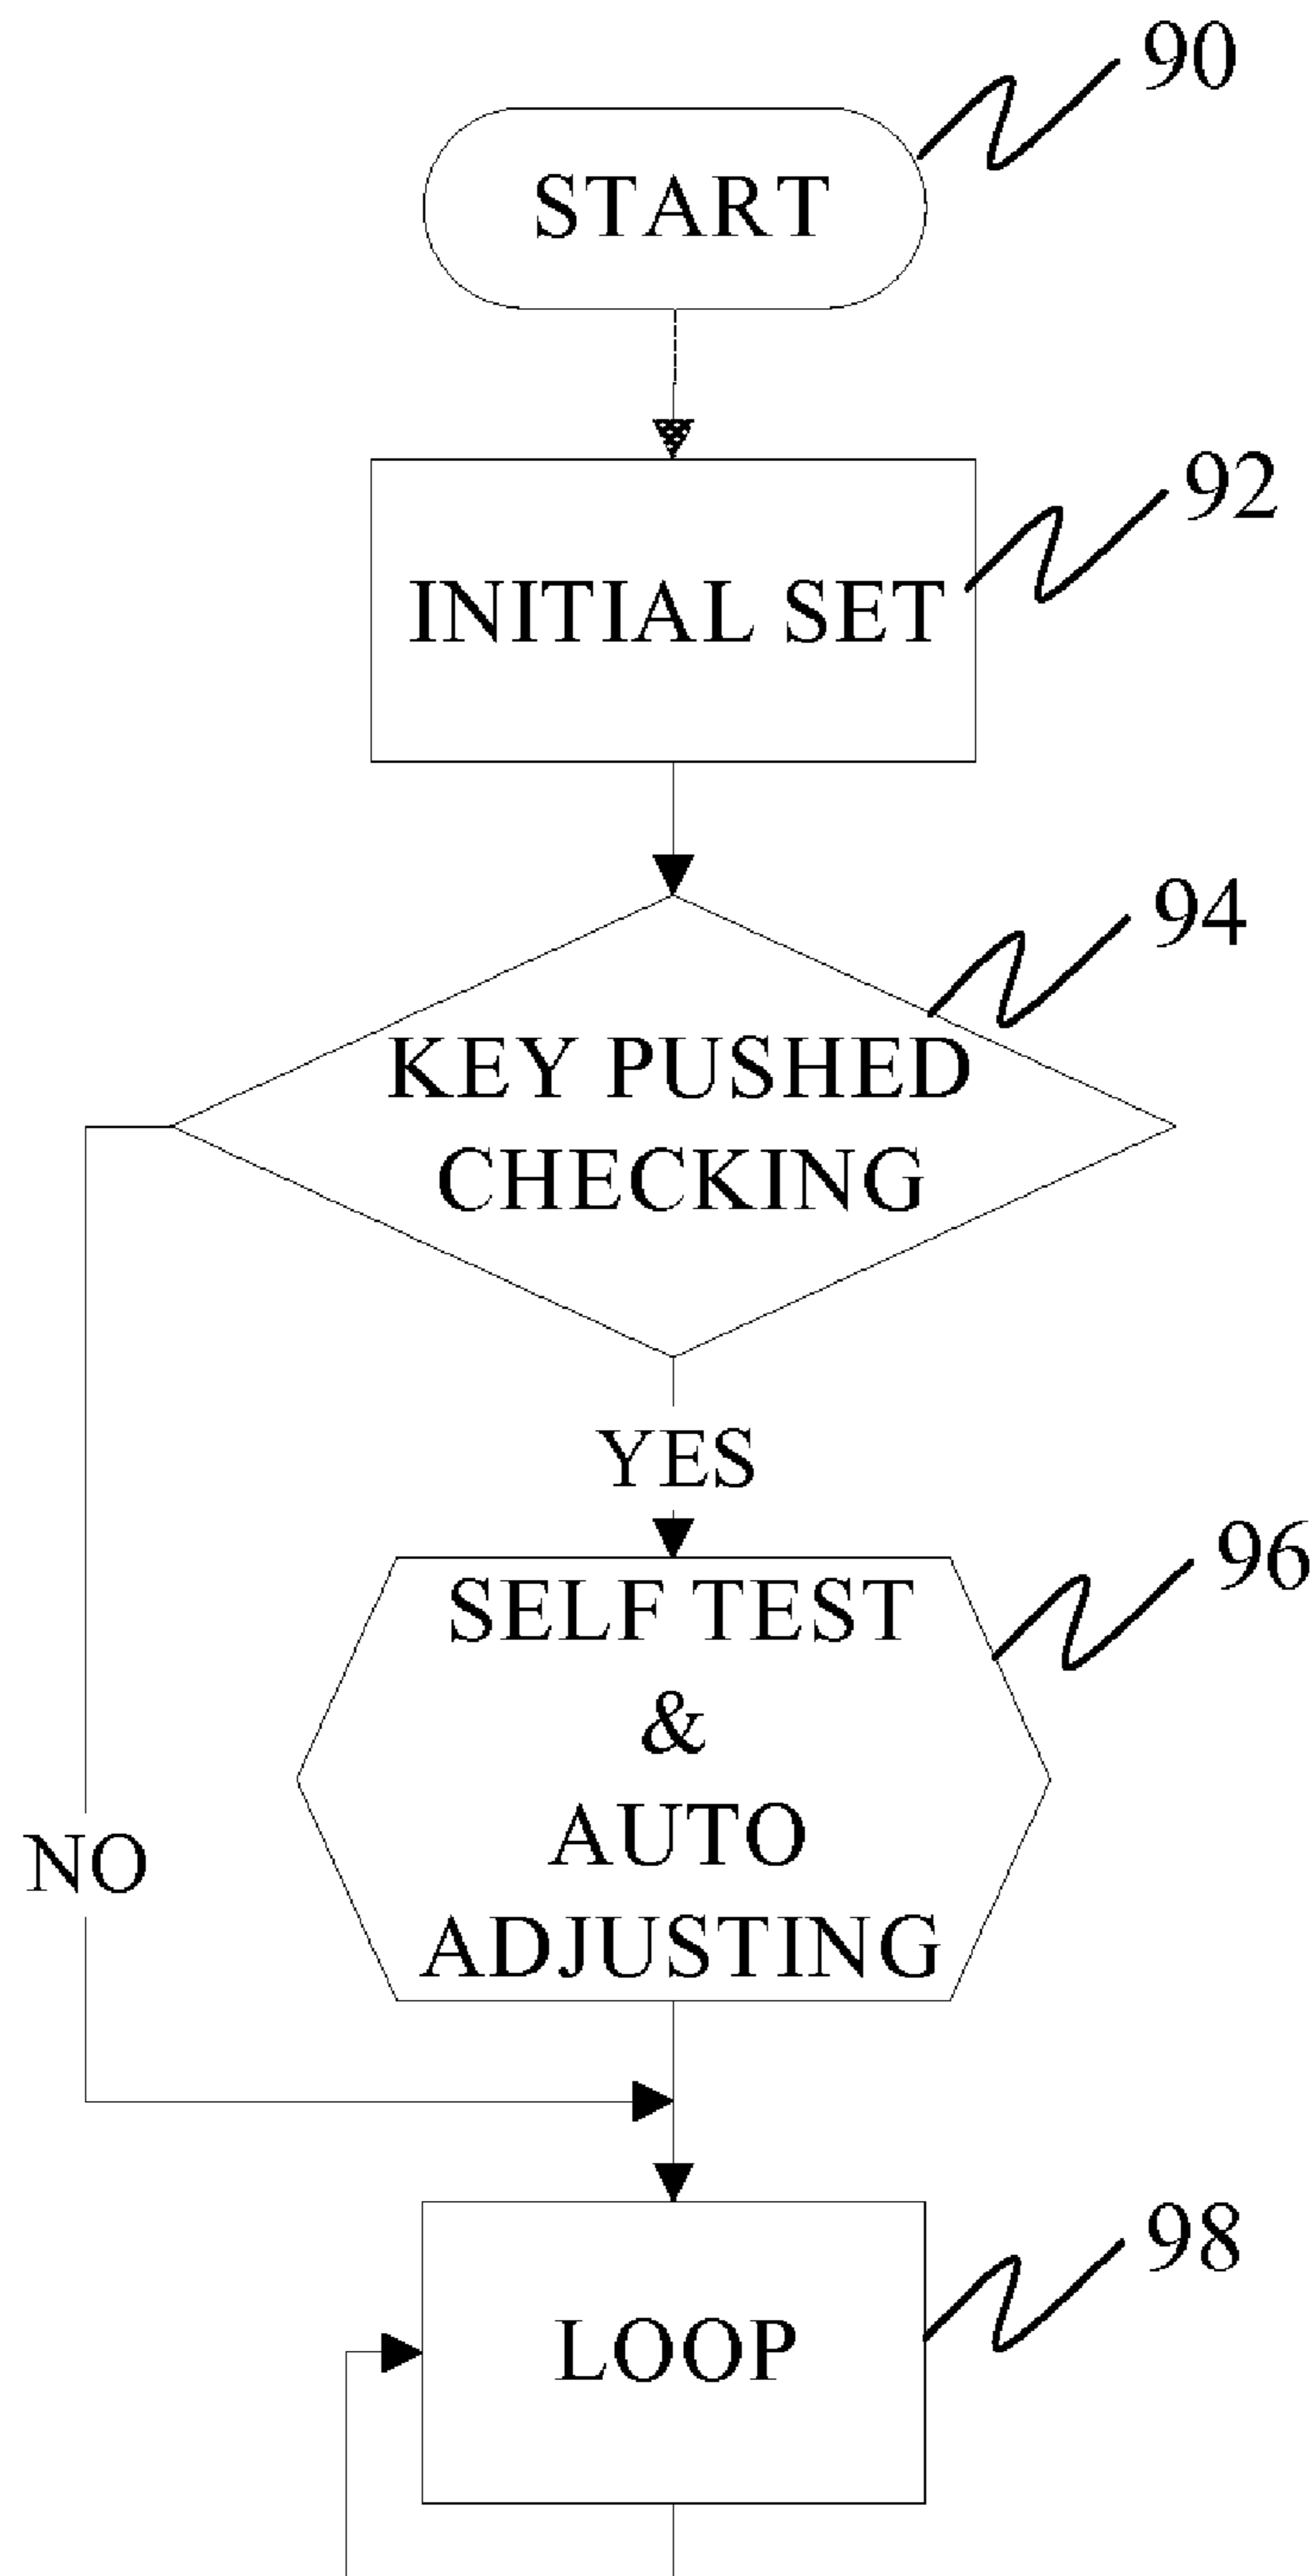 90
START
92
INITIAL SET
94
KEY PUSHED
CHECKING
YES
96
SELF TEST
&
AUTO
ADJUSTING
NO
98
LOOP